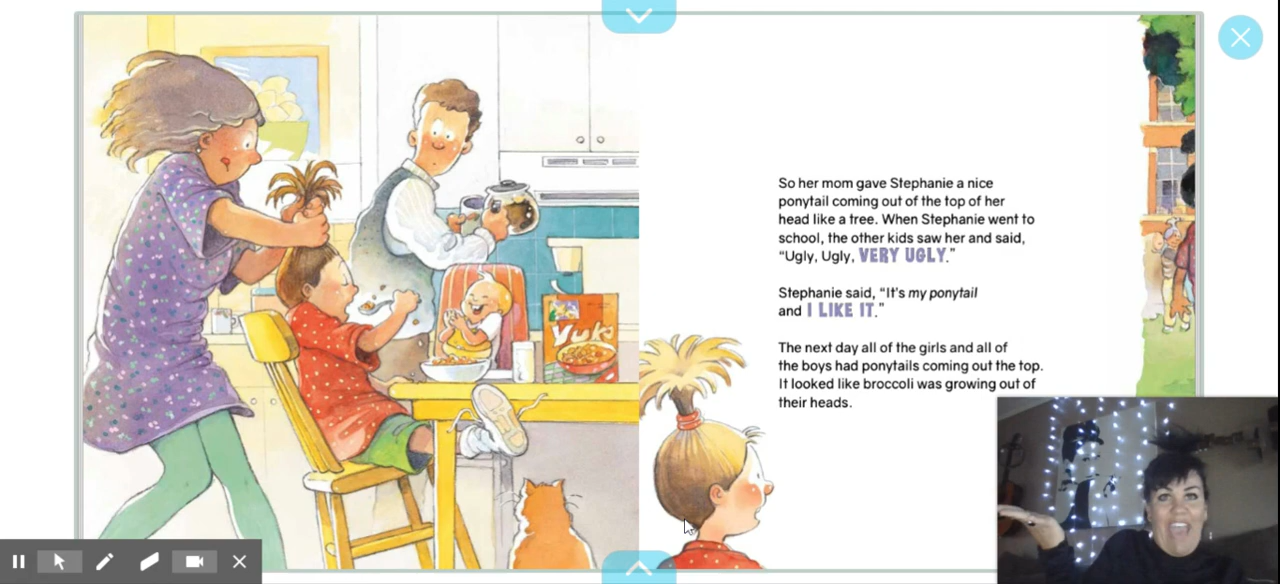 So her mom gave Stephanie a nice
ponytail coming out of the top of her
head like a tree. When Stephanie went to
school, the other kids saw her and said,
“Ugly, Ugly, VERY UGLY.”
Stephanie said, “It’s my ponytail
and I LIKE IT.”
The next day all of the girls and all of
the boys had ponytails coming out the top.
It looked like broccoli was growing out of
their heads.
Yuk